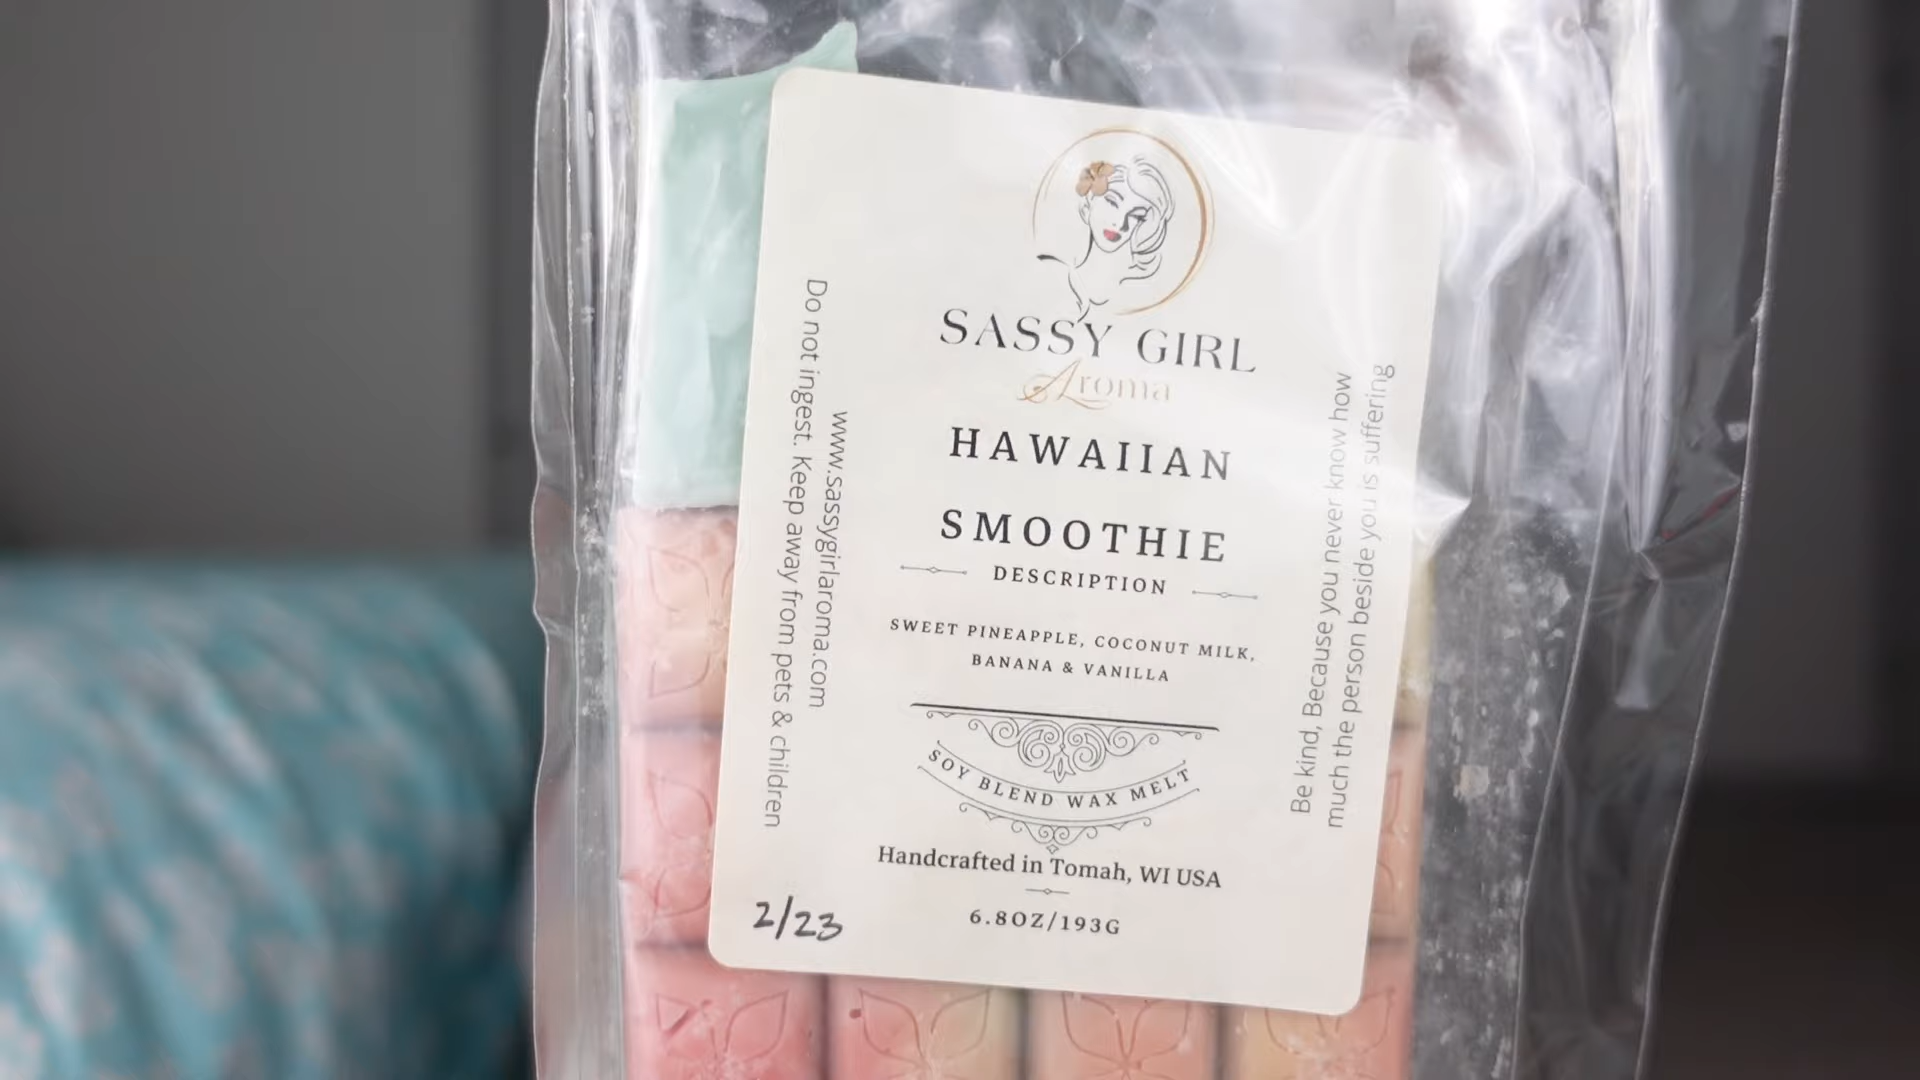 SASSY GIRL
Aroma
HAWAIIAN
SMOOTHIE
DESCRIPTION
SWEET PINEAPPLE, COCONUT MILK,
BANANA & VANILLA
SOY BLEND WAX MELT
Handcrafted in Tomah, WI USA
6.8OZ/193G
2/23
www.sassygirlaroma.com
Do not ingest. Keep away from pets & children
Be kind, Because you never know how
much the person beside you is suffering